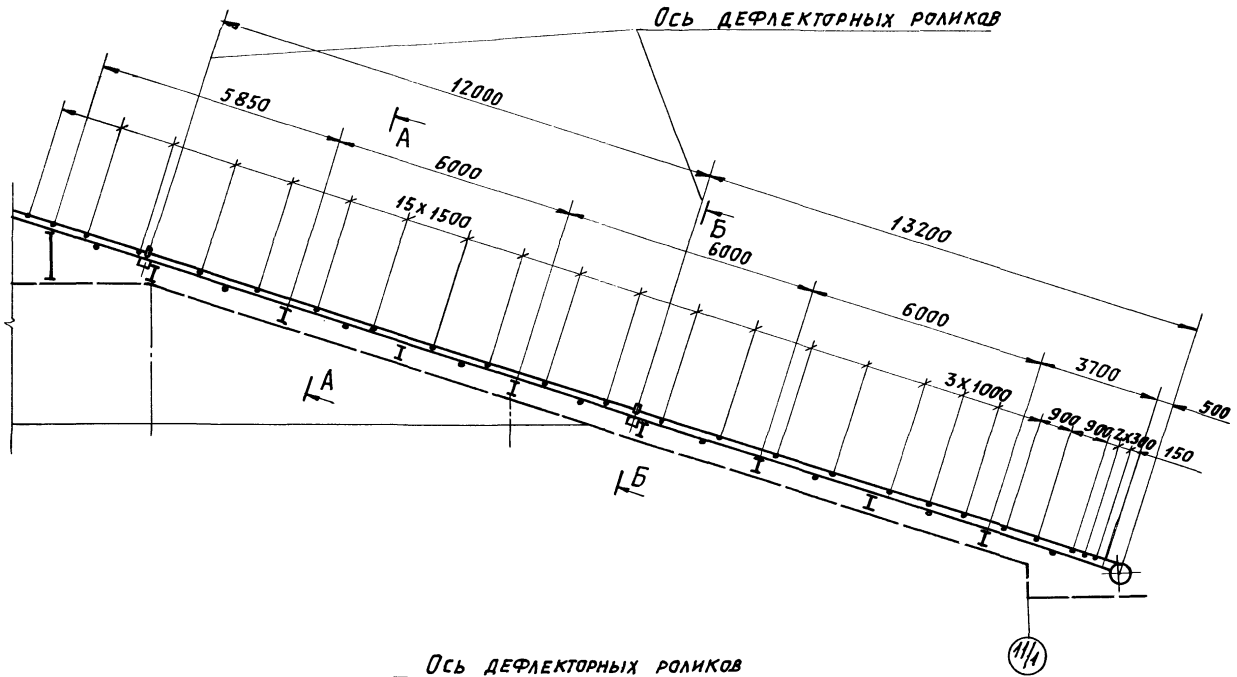 Ось дефлекторных роликов
12000
5850
А
6000
15х1500
Б
6000
13200
6000
3700
3х1000
500
900
900
2х300
150
А
Б
11/1
Ось дефлекторных роликов